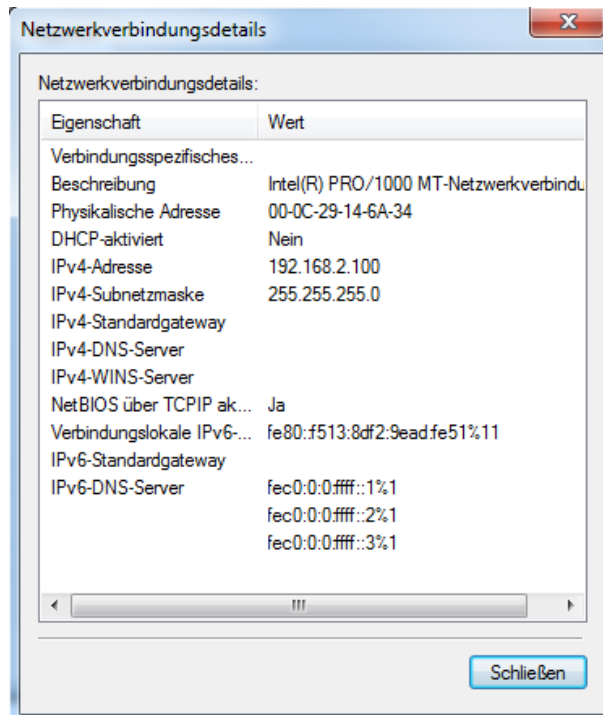 Netzwerkverbindungsdetails
Netzwerkverbindungsdetails:
Eigenschaft Wert
Verbindungsspezifisches...
Beschreibung Intel(R) PRO/1000 MT-Netzwerkverbindu
Physikalische Adresse 00-0C-29-14-6A-34
DHCP-aktiviert Nein
IPv4-Adresse 192.168.2.100
IPv4-Subnetzmaske 255.255.255.0
IPv4-Standardgateway
IPv4-DNS-Server
IPv4-WINS-Server
NetBIOS über TCPIP ak... Ja
Verbindungslokale IPv6-... fe80::f513:8df2:9ead:fe51%11
IPv6-Standardgateway
IPv6-DNS-Server fec0:0:0:ffff::1%1
fec0:0:0:ffff::2%1
fec0:0:0:ffff::3%1
Schließen